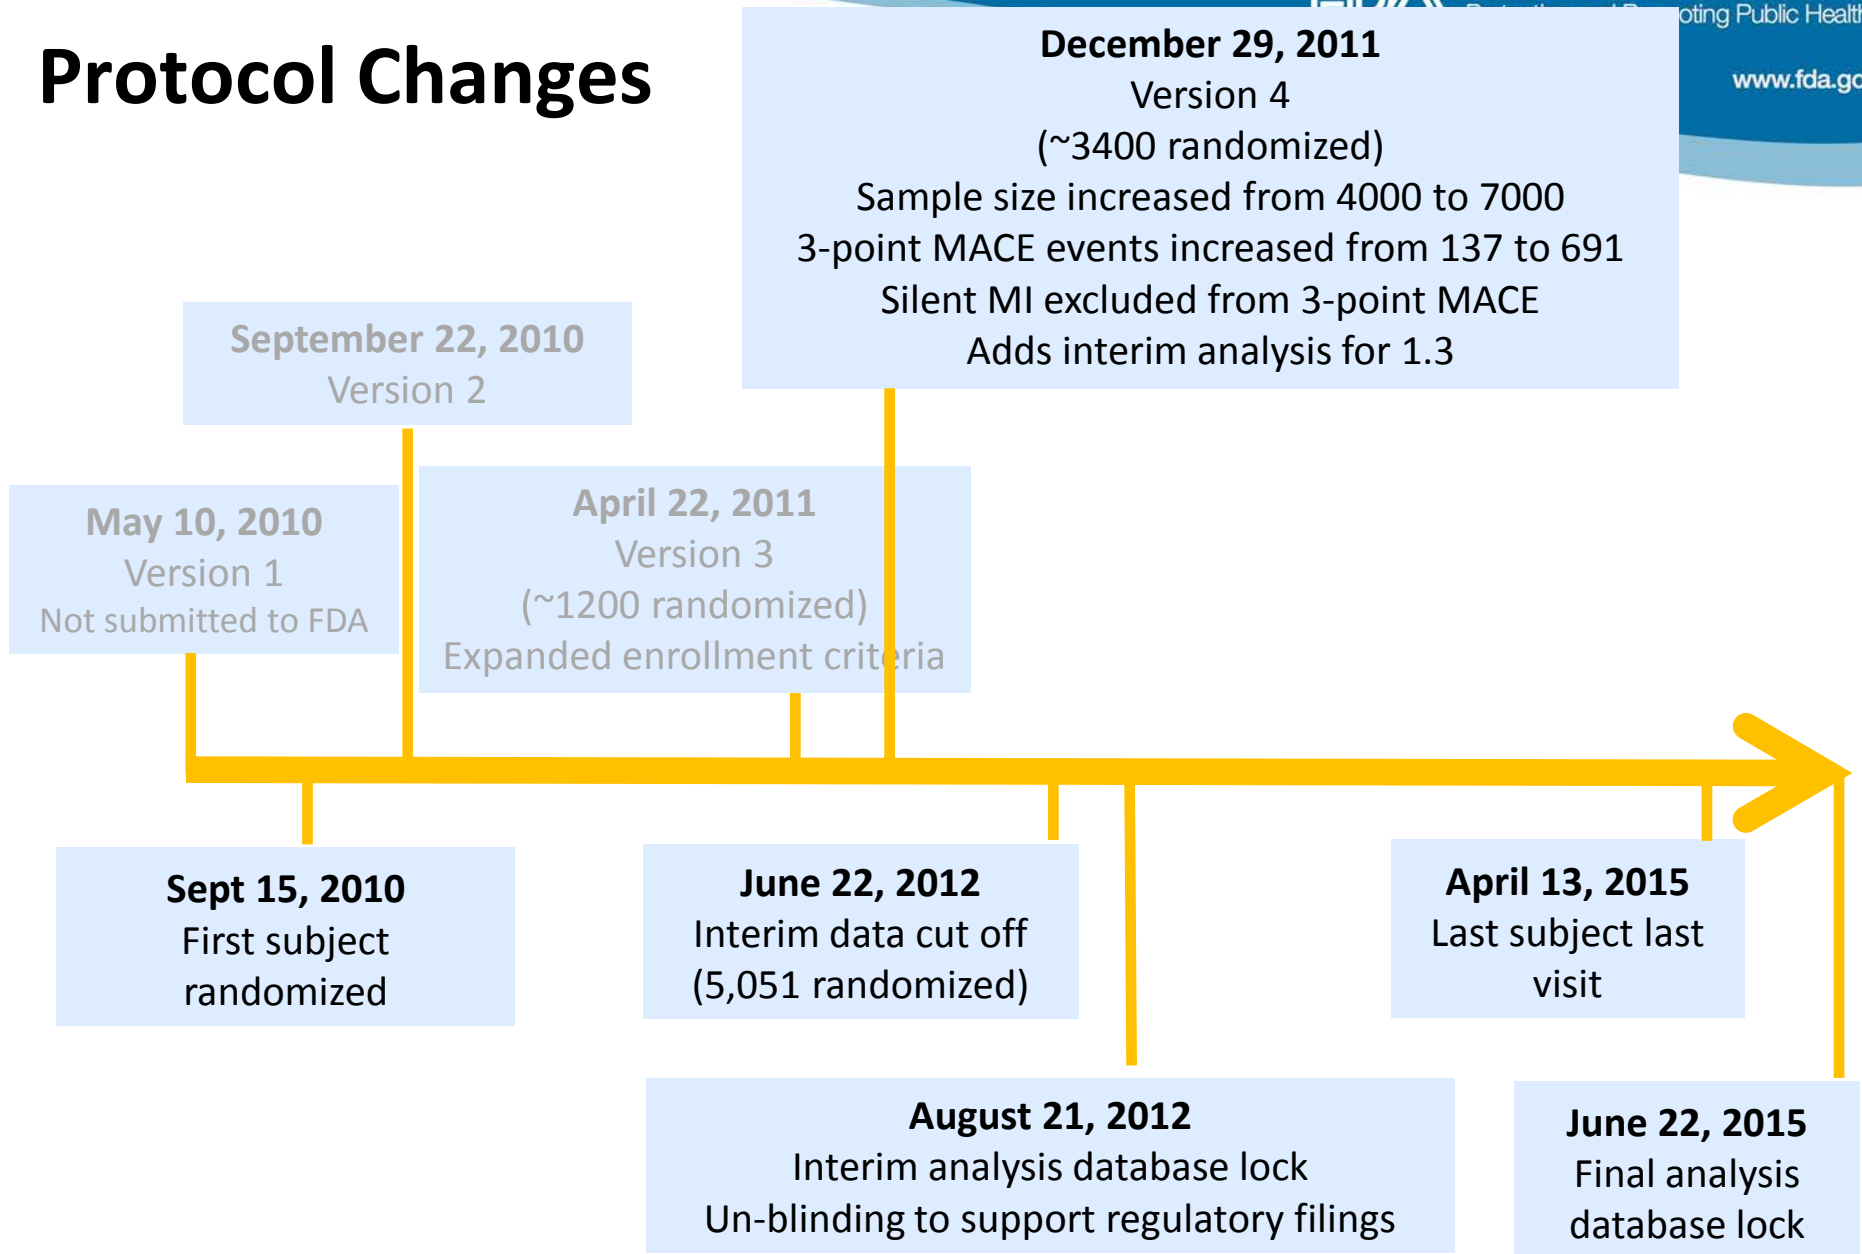 Protocol Changes
oting Public Health
www.fda.go
December 29, 2011
Version 4
(~3400 randomized)
Sample size increased from 4000 to 7000
3-point MACE events increased from 137 to 691
Silent MI excluded from 3-point MACE
Adds interim analysis for 1.3
September 22, 2010
Version 2
May 10, 2010
Version 1
Not submitted to FDA
April 22, 2011
Version 3
(~1200 randomized)
Expanded enrollment criteria
Sept 15, 2010
First subject
randomized
June 22, 2012
Interim data cut off
(5,051 randomized)
April 13, 2015
Last subject last
visit
August 21, 2012
Interim analysis database lock
Un-blinding to support regulatory filings
June 22, 2015
Final analysis
database lock